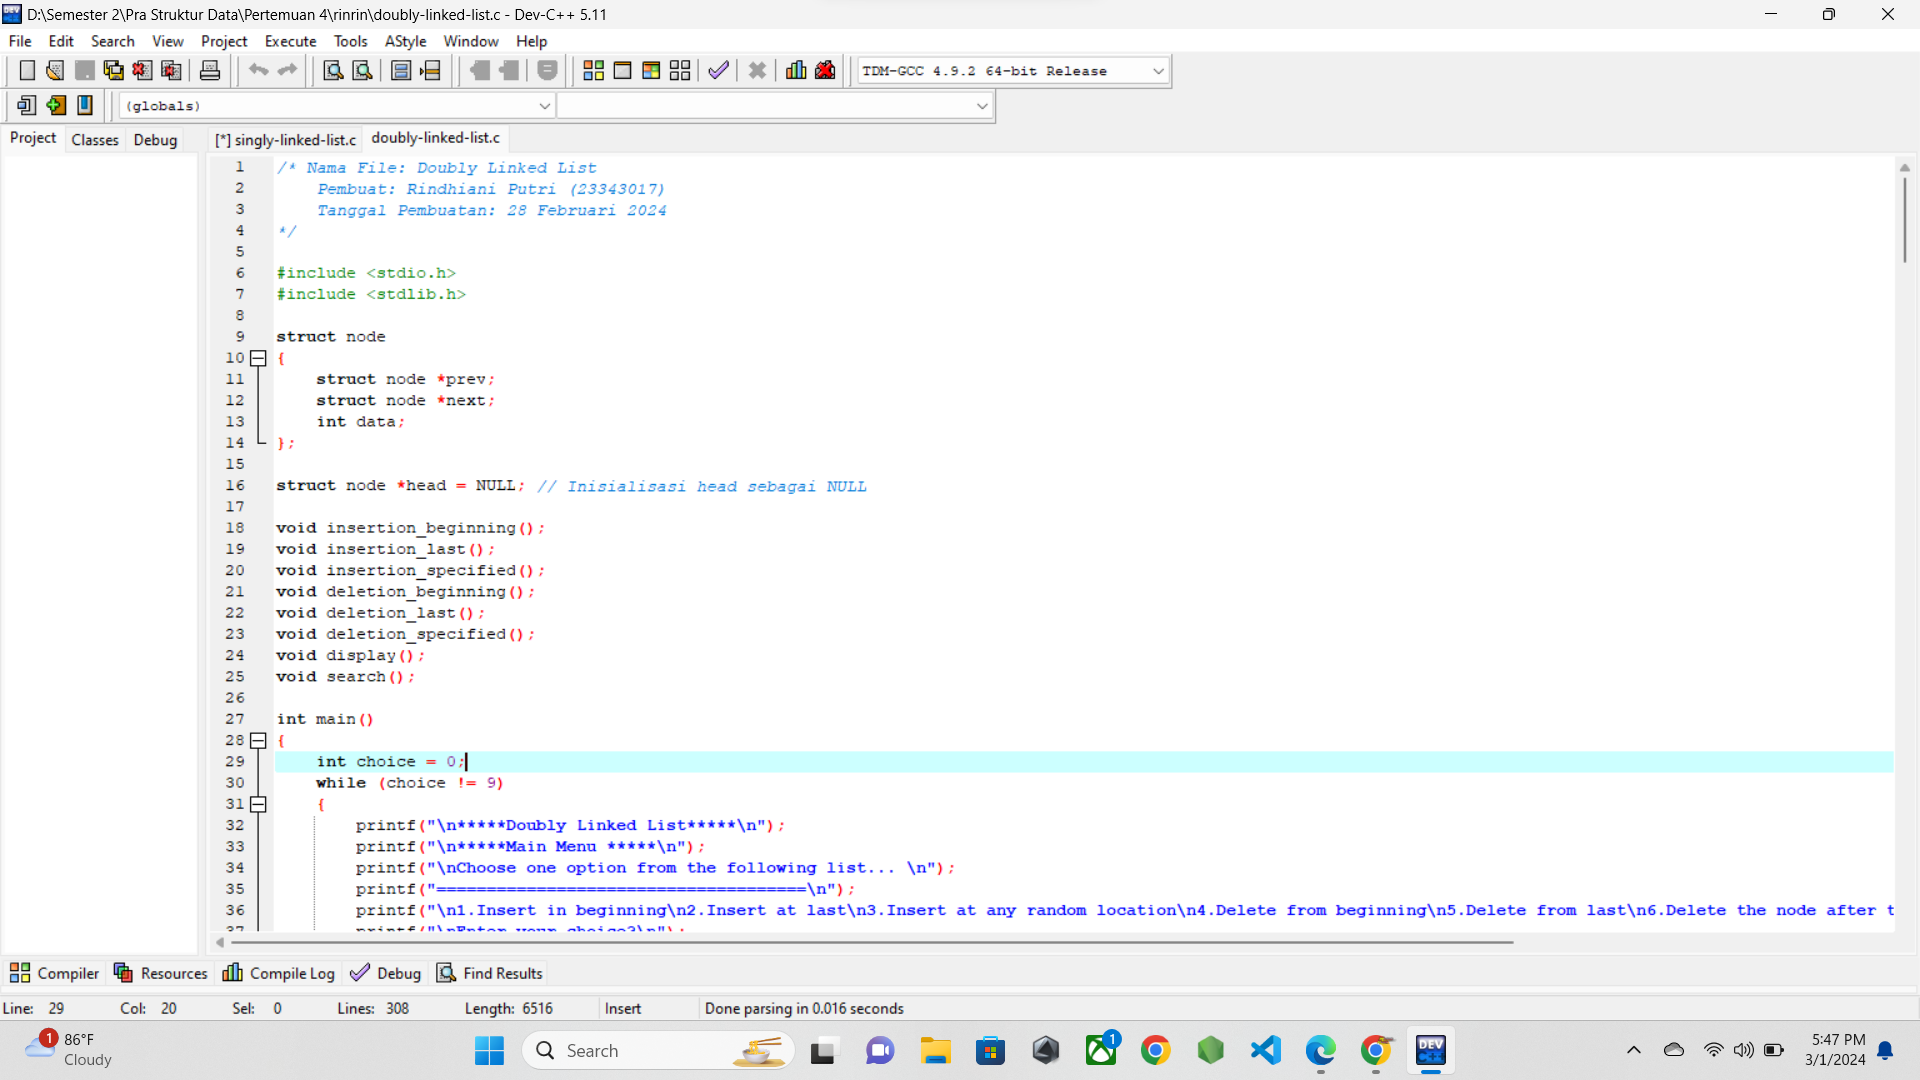 D:\Semester 2\Pra Struktur Data\Pertemuan 4\rinrin\doubly-linked-list.c - Dev-C++ 5.11
File Edit Search View Project Execute Tools AStyle Window Help
TDM-GCC 4.9.2 64-bit Release
(globals)
Project Classes Debug [*] singly-linked-list.c doubly-linked-list.c
1 /* Nama File: Doubly Linked List
2 Pembuat: Rindhiani Putri (23343017)
3 Tanggal Pembuatan: 28 Februari 2024
4 */
5
6 #include <stdio.h>
7 #include <stdlib.h>
8
9 struct node
10 {
11 struct node *prev;
12 struct node *next;
13 int data;
14 };
15
16 struct node *head = NULL; // Inisialisasi head sebagai NULL
17
18 void insertion_beginning();
19 void insertion_last();
20 void insertion_specified();
21 void deletion_beginning();
22 void deletion_last();
23 void deletion_specified();
24 void display();
25 void search();
26
27 int main()
28 {
29 int choice = 0;
30 while (choice != 9)
31 {
32 printf("\n*****Doubly Linked List*****\n");
33 printf("\n*****Main Menu *****\n");
34 printf("\nChoose one option from the following list... \n");
35 printf("=====================================\n");
36 printf("\n1.Insert in beginning\n2.Insert at last\n3.Insert at any random location\n4.Delete from beginning\n5.Delete from last\n6.Delete the node after t
37 printf("\nEnter your choice?\n");
Compiler Resources Compile Log Debug Find Results
Line: 29 Col: 20 Sel: 0 Lines: 308 Length: 6516 Insert Done parsing in 0.016 seconds
1 86°F
Cloudy
Search
1
DEV
C++
5:47 PM
3/1/2024